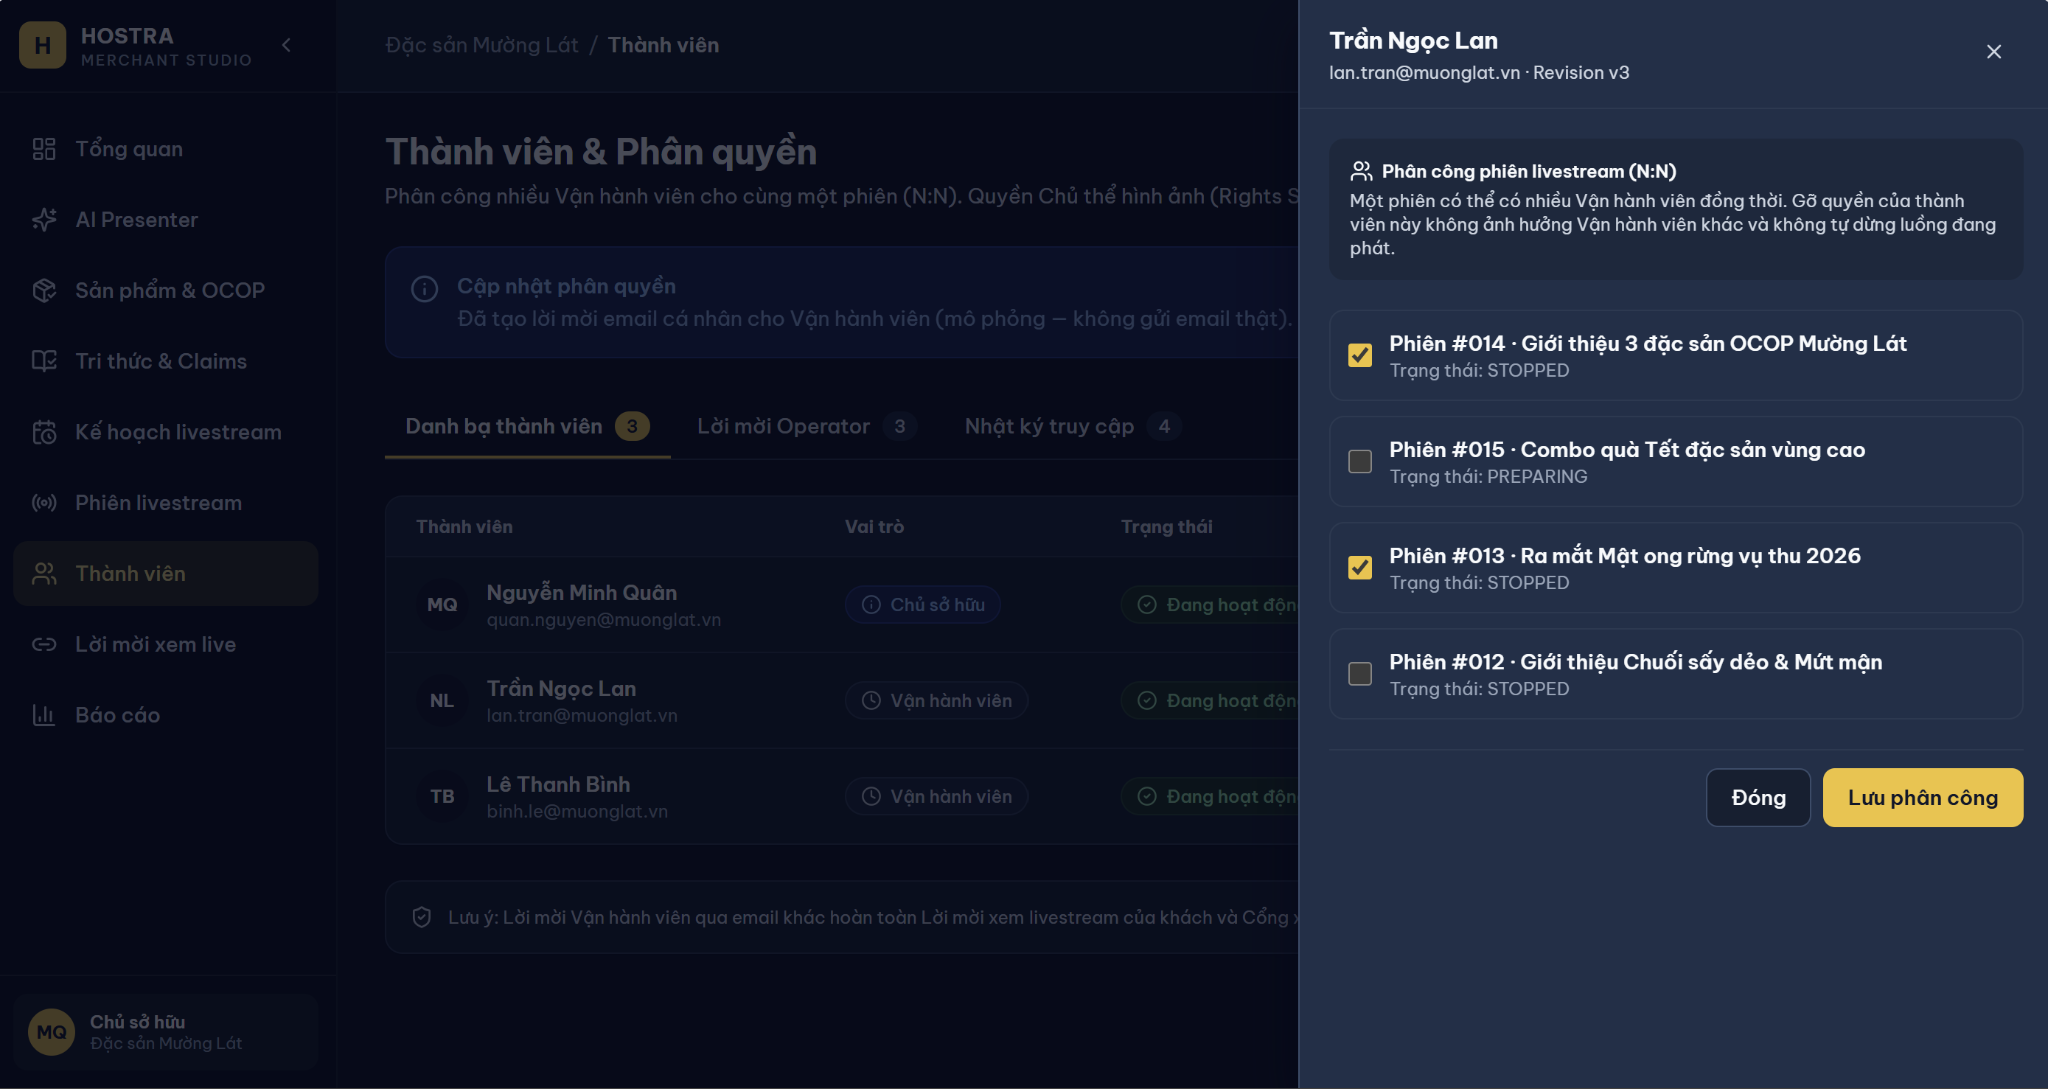 H
HOSTRA
MERCHANT STUDIO
Tổng quan
AI Presenter
Sản phẩm & OCOP
Tri thức & Claims
Kế hoạch livestream
Phiên livestream
Thành viên
Lời mời xem live
Báo cáo
MQ
Chủ sở hữu
Đặc sản Mường Lát
Đặc sản Mường Lát / Thành viên
Thành viên & Phân quyền
Phân công nhiều Vận hành viên cho cùng một phiên (N:N). Quyền Chủ thể hình ảnh (Rights S
Cập nhật phân quyền
Đã tạo lời mời email cá nhân cho Vận hành viên (mô phỏng — không gửi email thật).
Danh bạ thành viên 3
Lời mời Operator 3
Nhật ký truy cập 4
Thành viên Vai trò Trạng thái
MQ Nguyễn Minh Quân
quan.nguyen@muonglat.vn
Chủ sở hữu
Đang hoạt độn
NL Trần Ngọc Lan
lan.tran@muonglat.vn
Vận hành viên
Đang hoạt độn
TB Lê Thanh Bình
binh.le@muonglat.vn
Vận hành viên
Đang hoạt độn
Lưu ý: Lời mời Vận hành viên qua email khác hoàn toàn Lời mời xem livestream của khách và Cổng x
Trần Ngọc Lan
lan.tran@muonglat.vn · Revision v3
Phân công phiên livestream (N:N)
Một phiên có thể có nhiều Vận hành viên đồng thời. Gỡ quyền của thành
viên này không ảnh hưởng Vận hành viên khác và không tự dừng luồng đang
phát.
Phiên #014 · Giới thiệu 3 đặc sản OCOP Mường Lát
Trạng thái: STOPPED
Phiên #015 · Combo quà Tết đặc sản vùng cao
Trạng thái: PREPARING
Phiên #013 · Ra mắt Mật ong rừng vụ thu 2026
Trạng thái: STOPPED
Phiên #012 · Giới thiệu Chuối sấy dẻo & Mứt mận
Trạng thái: STOPPED
Đóng
Lưu phân công